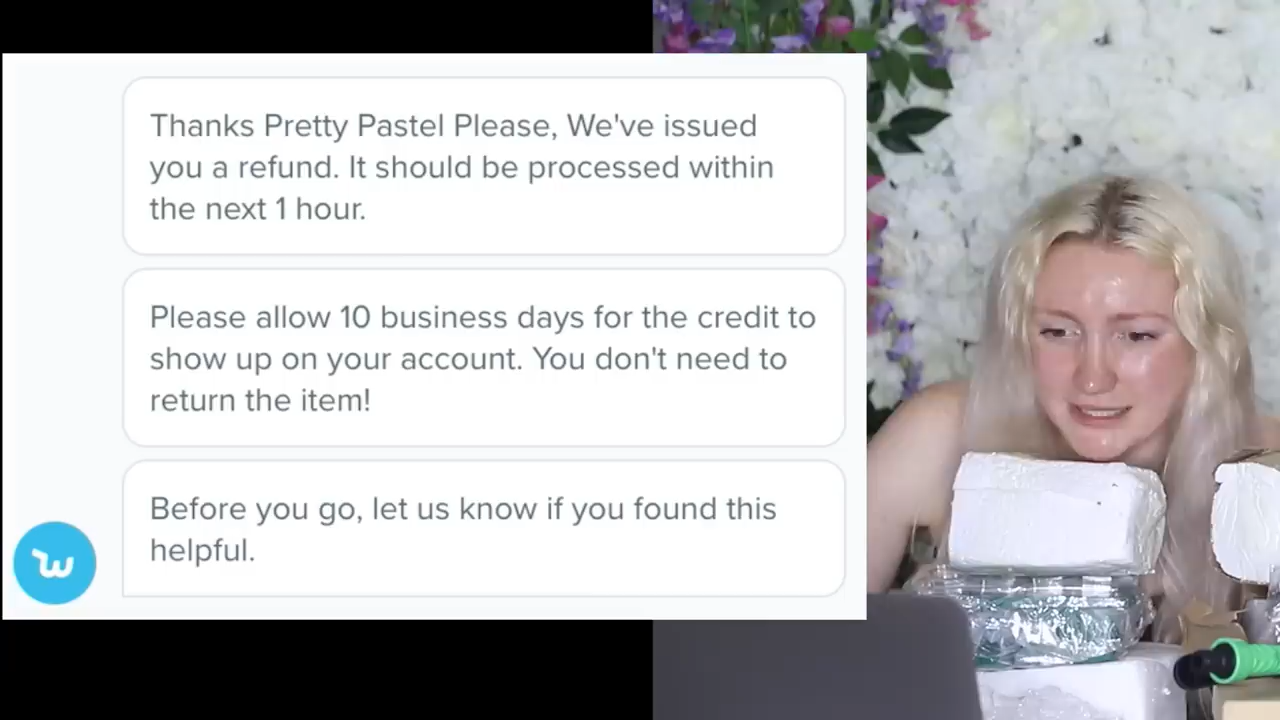 Thanks Pretty Pastel Please, We've issued
you a refund. It should be processed within
the next 1 hour.
Please allow 10 business days for the credit to
show up on your account. You don't need to
return the item!
Before you go, let us know if you found this
helpful.